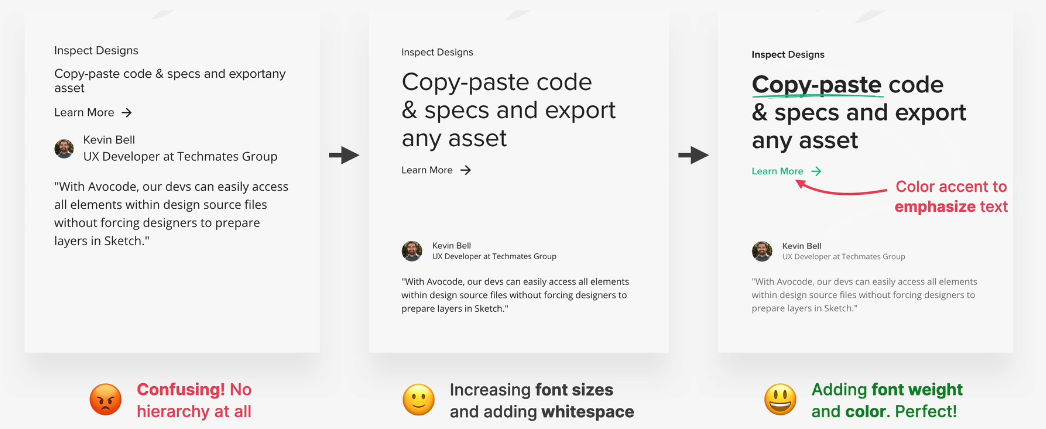 Inspect Designs
Copy-paste code & specs and exportany
asset
Learn More →
Kevin Bell
UX Developer at Techmates Group
"With Avocode, our devs can easily access
all elements within design source files
without forcing designers to prepare
layers in Sketch."
Confusing! No
hierarchy at all
Inspect Designs
Copy-paste code
& specs and export
any asset
Learn More →
Kevin Bell
UX Developer at Techmates Group
"With Avocode, our devs can easily access all elements
within design source files without forcing designers to
prepare layers in Sketch."
Increasing font sizes
and adding whitespace
Inspect Designs
Copy-paste code
& specs and export
any asset
Learn More →
Color accent to
emphasize text
Kevin Bell
UX Developer at Techmates Group
"With Avocode, our devs can easily access all elements
within design source files without forcing designers to
prepare layers in Sketch."
Adding font weight
and color. Perfect!